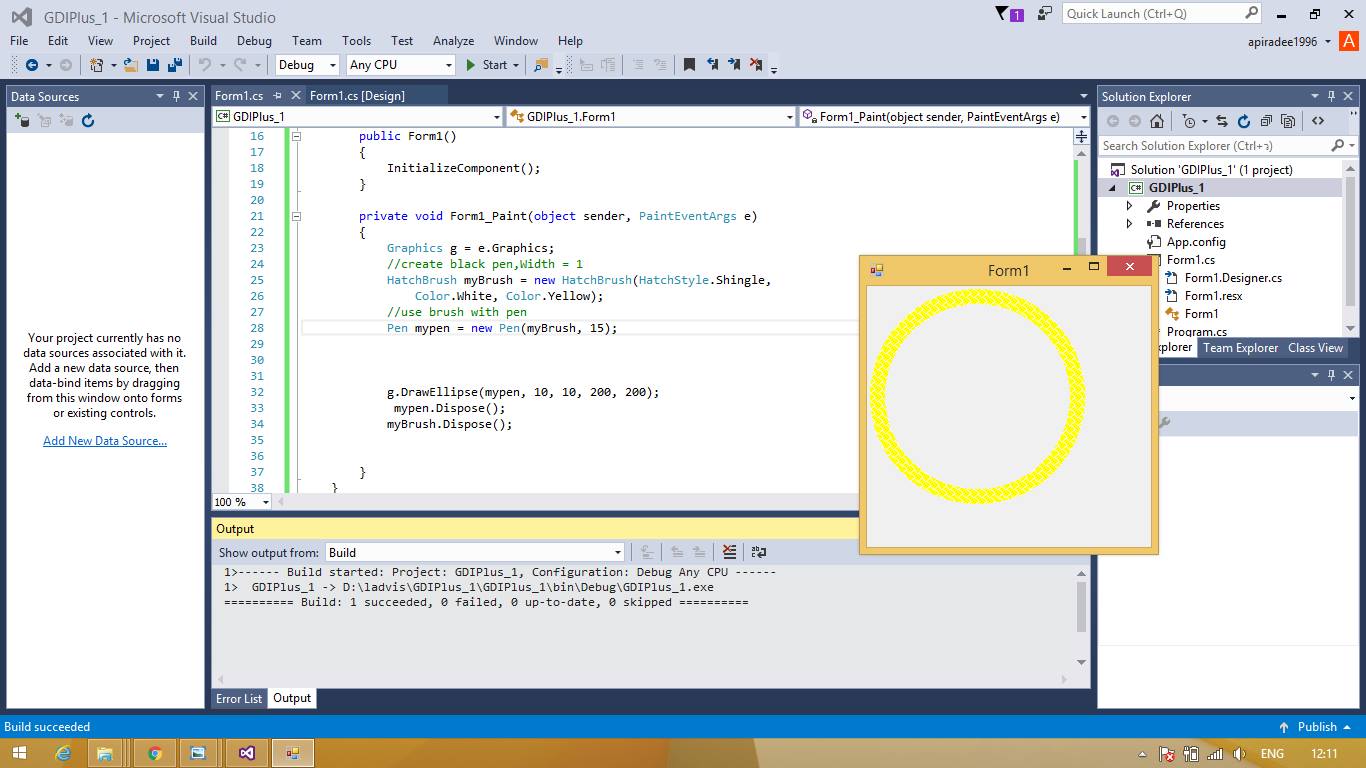 GDIPlus_1 - Microsoft Visual Studio
1
Quick Launch (Ctrl+Q)
File Edit View Project Build Debug Team Tools Test Analyze Window Help
apiradee1996
A
Debug Any CPU Start
Data Sources
Your project currently has no
data sources associated with it.
Add a new data source, then
data-bind items by dragging
from this window onto forms
or existing controls.
Add New Data Source...
Form1.cs Form1.cs [Design]
C# GDIPlus_1 GDIPlus_1.Form1 Form1_Paint(object sender, PaintEventArgs e)
16 public Form1()
17 {
18 InitializeComponent();
19 }
20
21 private void Form1_Paint(object sender, PaintEventArgs e)
22 {
23 Graphics g = e.Graphics;
24 //create black pen,Width = 1
25 HatchBrush myBrush = new HatchBrush(HatchStyle.Shingle,
26 Color.White, Color.Yellow);
27 //use brush with pen
28 Pen mypen = new Pen(myBrush, 15);
29
30
31
32 g.DrawEllipse(mypen, 10, 10, 200, 200);
33 mypen.Dispose();
34 myBrush.Dispose();
35
36
37 }
38 }
100 %
Output
Show output from: Build
1>------ Build started: Project: GDIPlus_1, Configuration: Debug Any CPU ------
1> GDIPlus_1 -> D:\ladvis\GDIPlus_1\GDIPlus_1\bin\Debug\GDIPlus_1.exe
========== Build: 1 succeeded, 0 failed, 0 up-to-date, 0 skipped ==========
Error List Output
Form1
Solution Explorer
Search Solution Explorer (Ctrl+ว)
Solution 'GDIPlus_1' (1 project)
C# GDIPlus_1
Properties
References
App.config
Form1.cs
Form1.Designer.cs
Form1.resx
Form1
Program.cs
xplorer Team Explorer Class View
Build succeeded
Publish
ENG 12:11